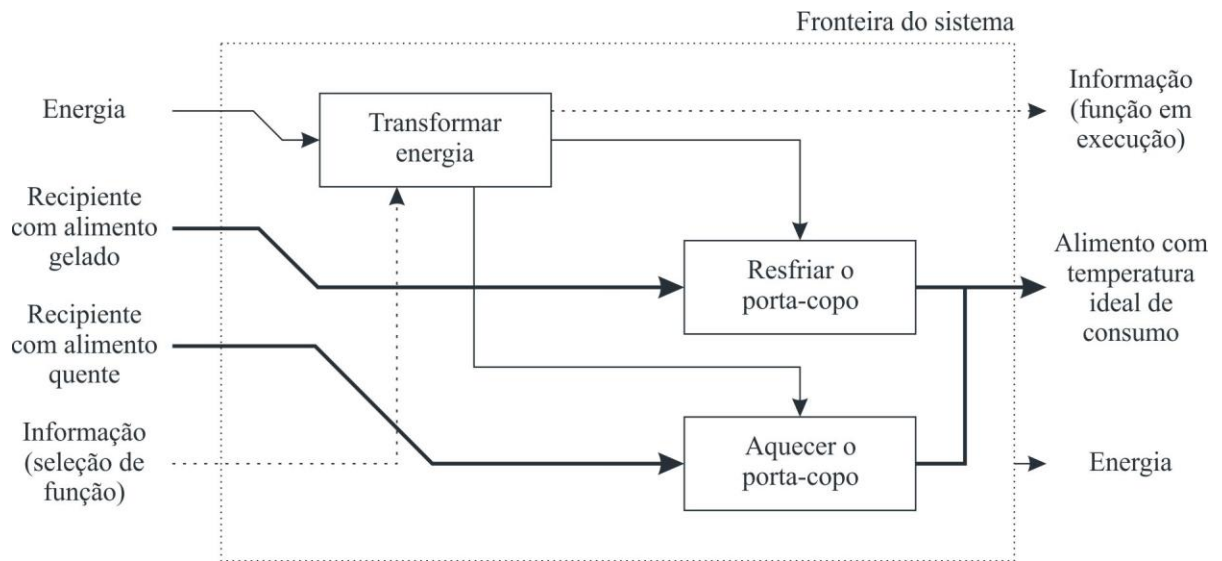 Fronteira do sistema
Energia
Transformar
energia
Informação
(função em
execução)
Recipiente
com alimento
gelado
Resfriar o
porta-copo
Alimento com
temperatura
ideal de
consumo
Recipiente
com alimento
quente
Informação
(seleção de
função)
Aquecer o
porta-copo
Energia